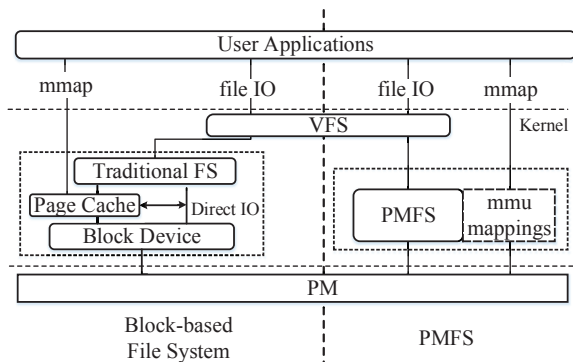 User Applications
mmap
file IO
file IO
mmap
VFS
Kernel
Traditional FS
Page Cache
Direct IO
Block Device
PMFS
mmu
mappings
PM
Block-based
File System
PMFS